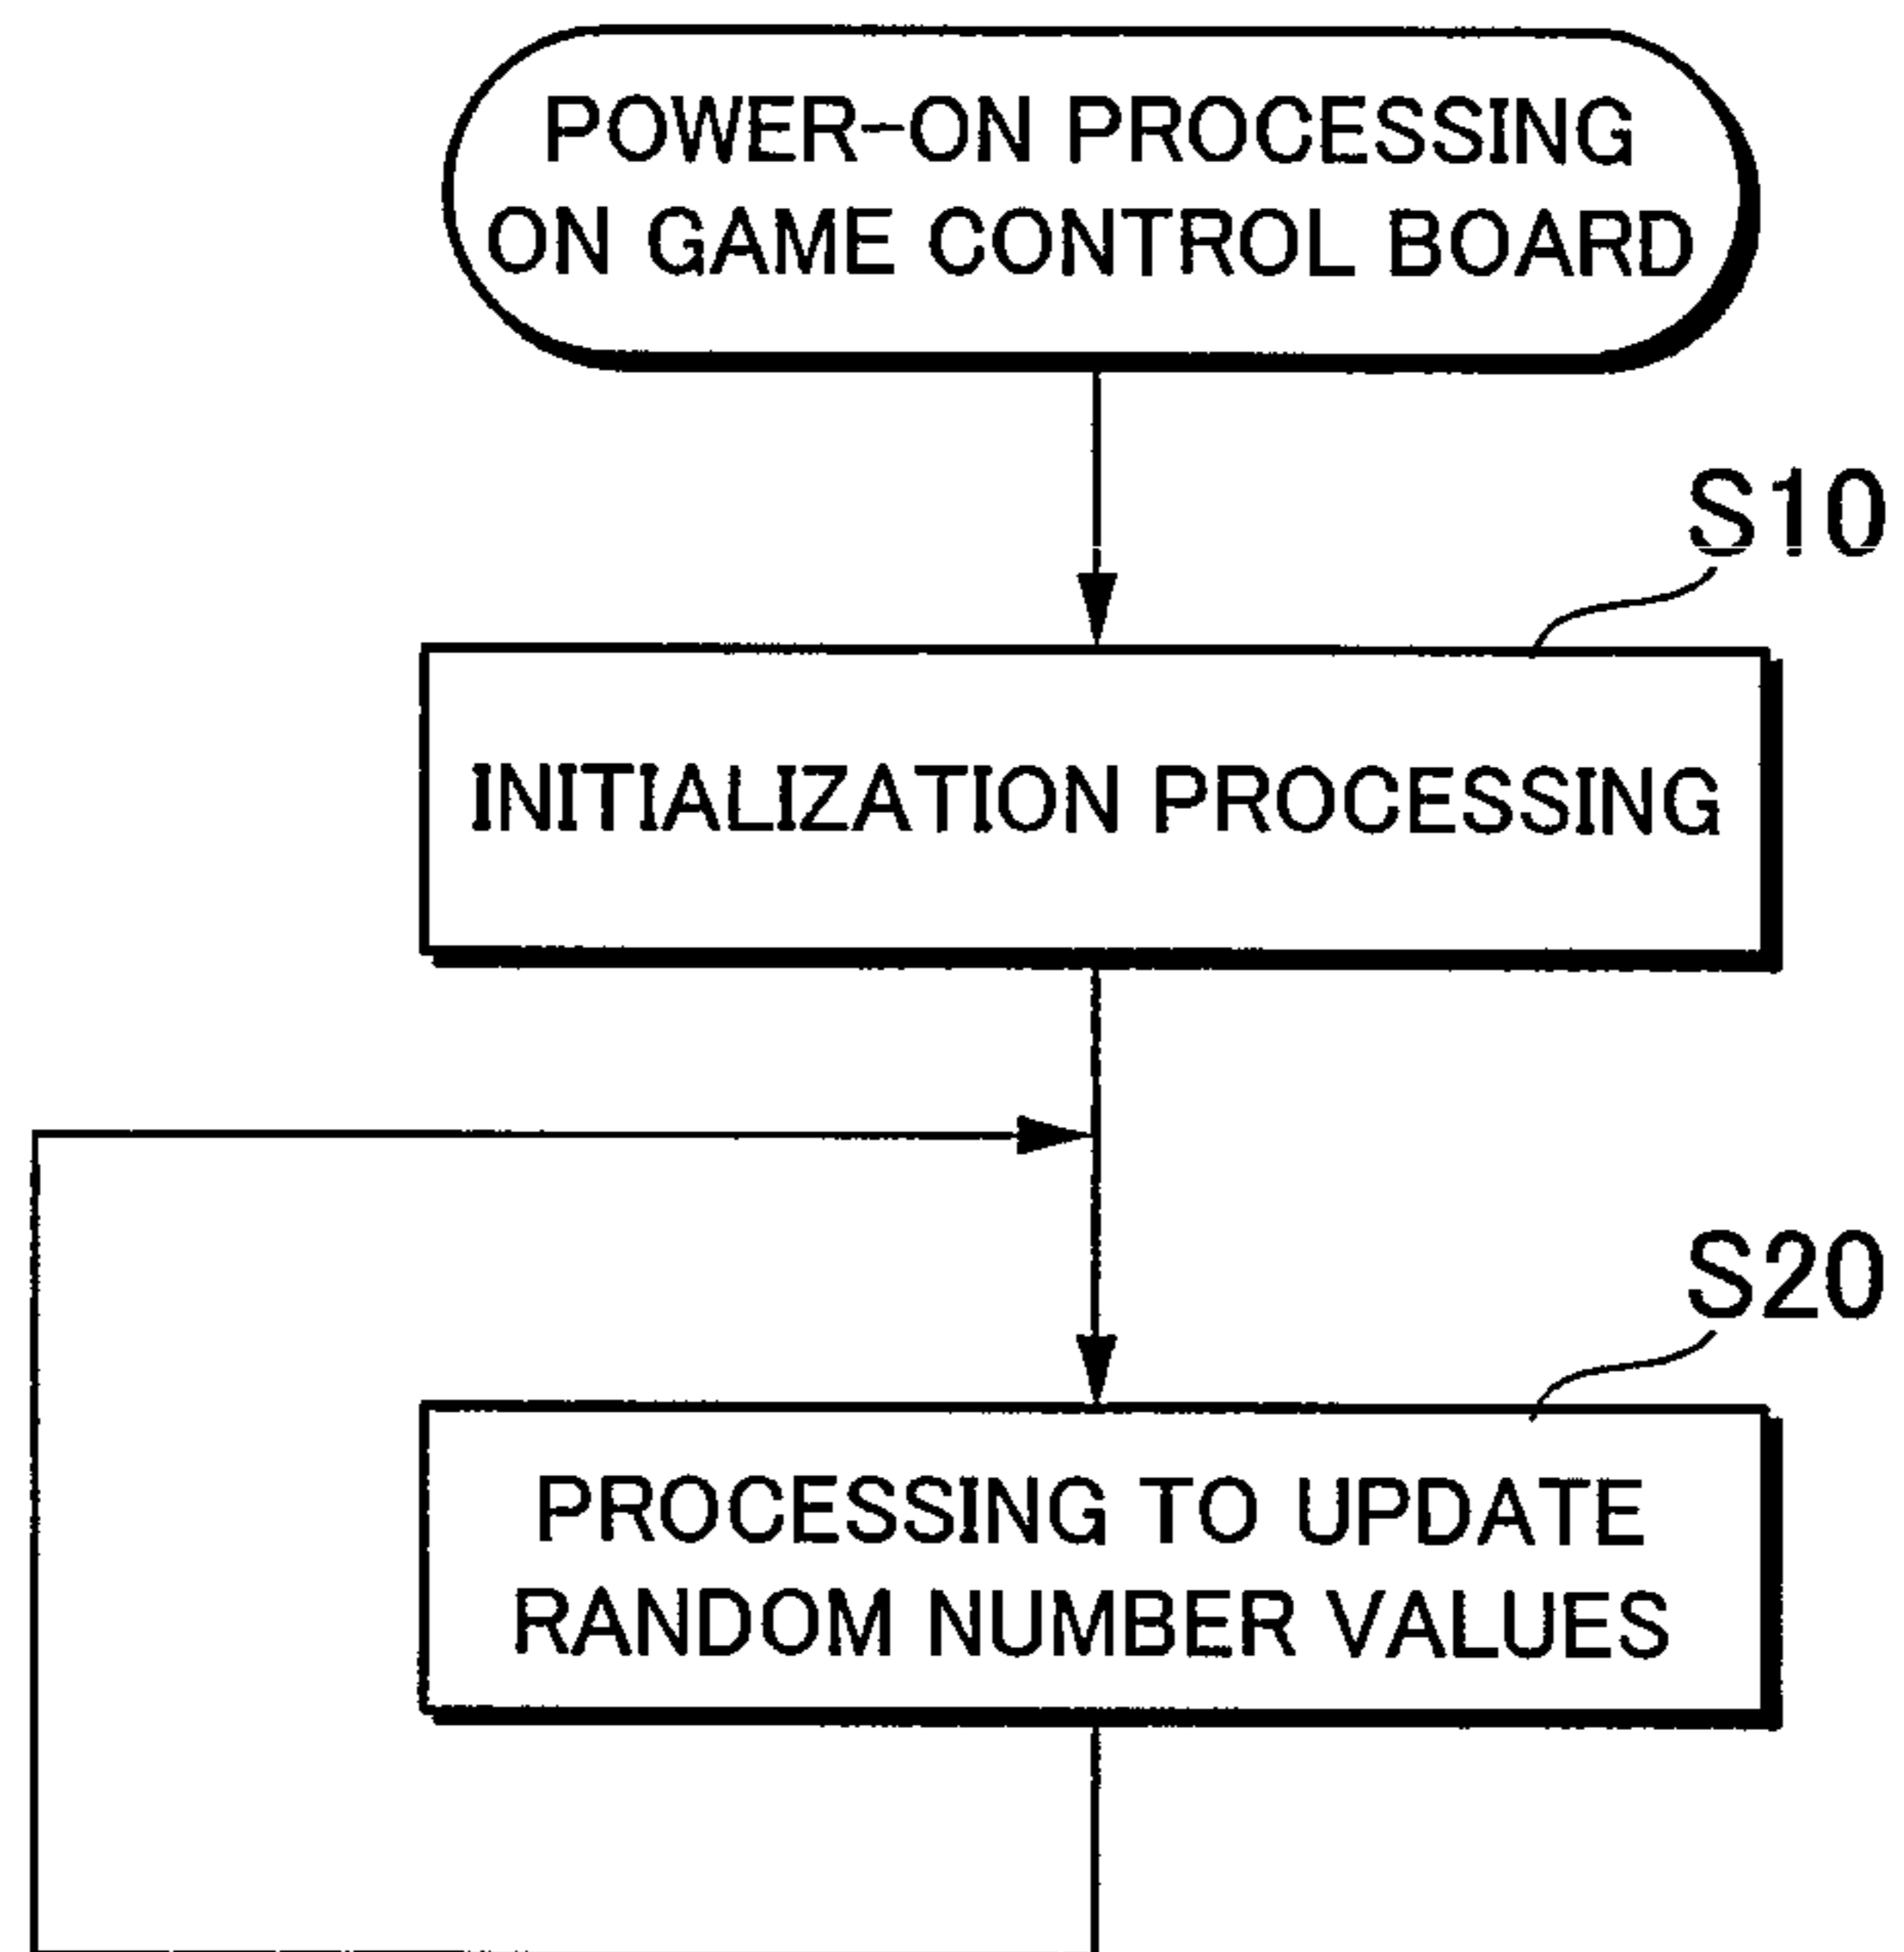 POWER-ON PROCESSING
ON GAME CONTROL BOARD
S10
INITIALIZATION PROCESSING
S20
PROCESSING TO UPDATE
RANDOM NUMBER VALUES